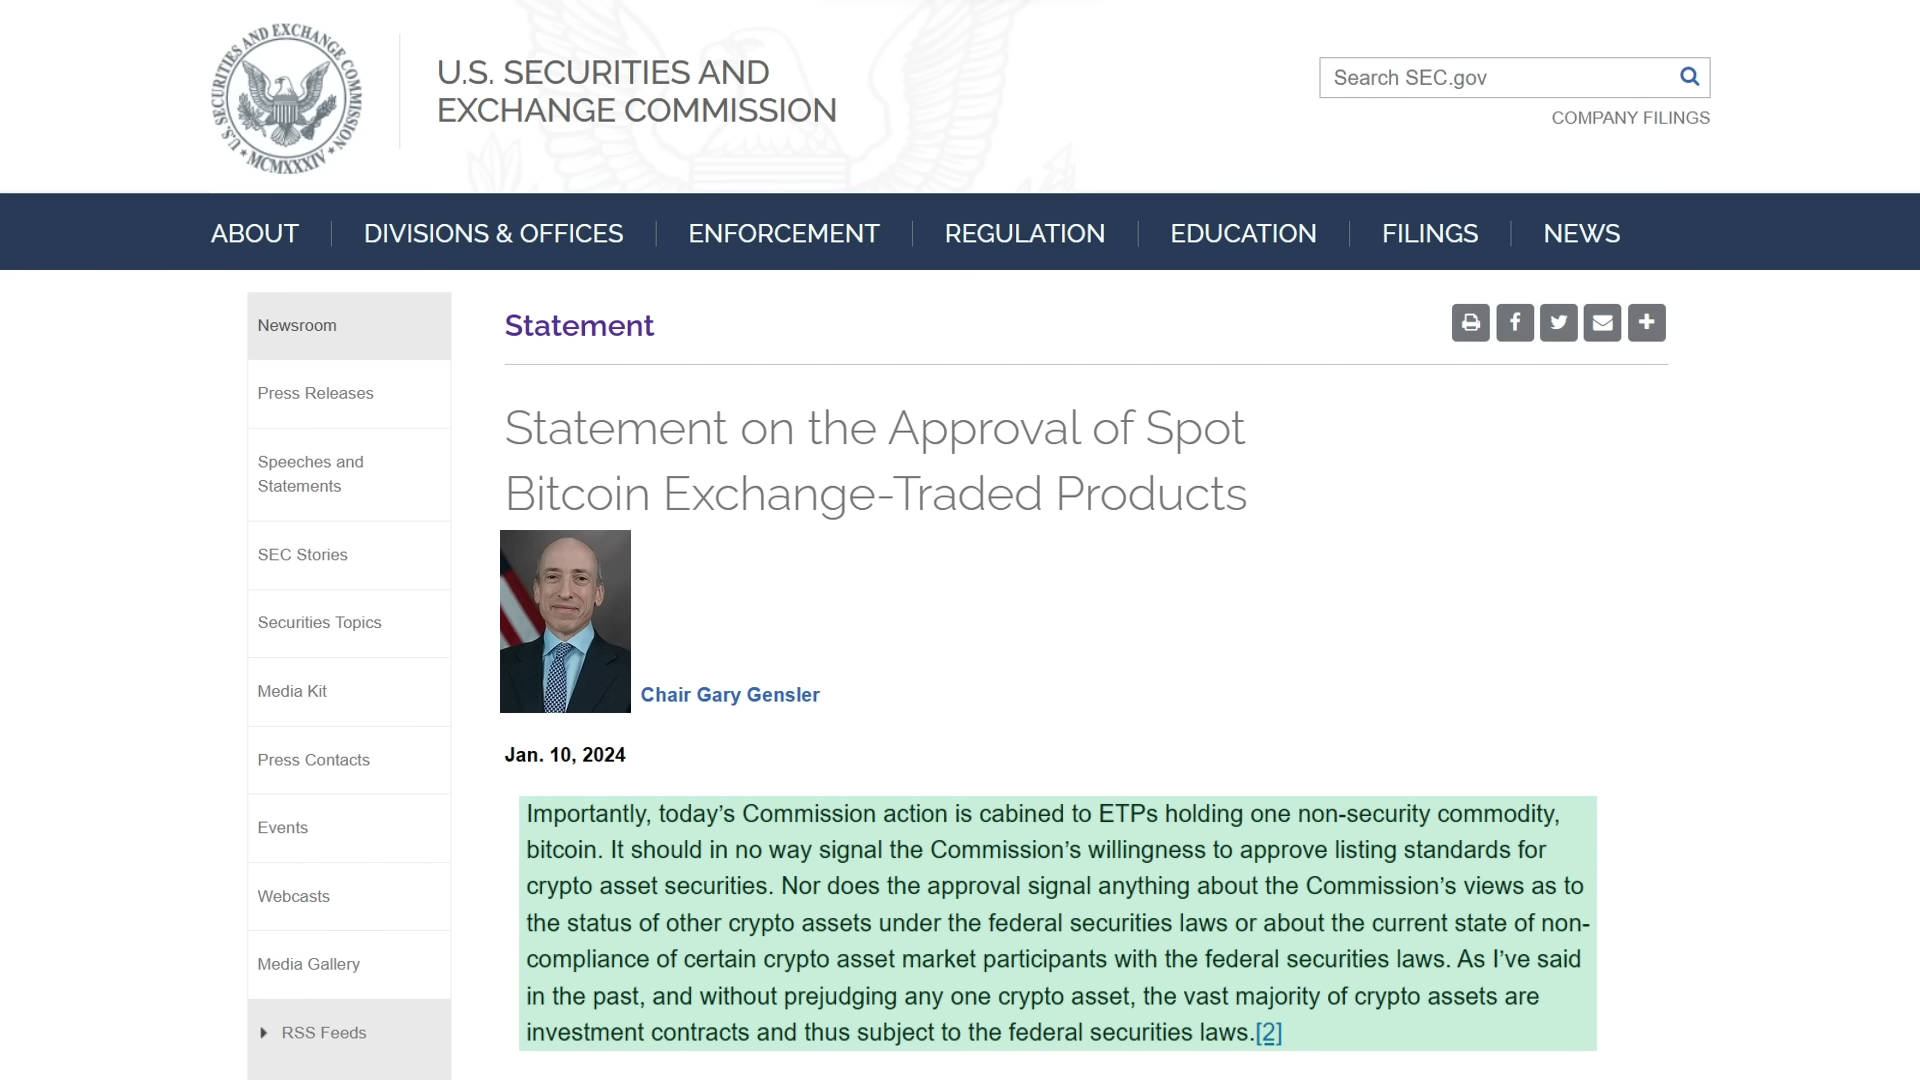 U.S. SECURITIES AND EXCHANGE COMMISSION
MCMXXXIV
U.S. SECURITIES AND
EXCHANGE COMMISSION
Search SEC.gov
COMPANY FILINGS
ABOUT
DIVISIONS & OFFICES
ENFORCEMENT
REGULATION
EDUCATION
FILINGS
NEWS
Newsroom
Press Releases
Speeches and
Statements
SEC Stories
Securities Topics
Media Kit
Press Contacts
Events
Webcasts
Media Gallery
RSS Feeds
Statement
Statement on the Approval of Spot
Bitcoin Exchange-Traded Products
Chair Gary Gensler
Jan. 10, 2024
Importantly, today’s Commission action is cabined to ETPs holding one non-security commodity,
bitcoin. It should in no way signal the Commission’s willingness to approve listing standards for
crypto asset securities. Nor does the approval signal anything about the Commission’s views as to
the status of other crypto assets under the federal securities laws or about the current state of non-
compliance of certain crypto asset market participants with the federal securities laws. As I’ve said
in the past, and without prejudging any one crypto asset, the vast majority of crypto assets are
investment contracts and thus subject to the federal securities laws.[2]